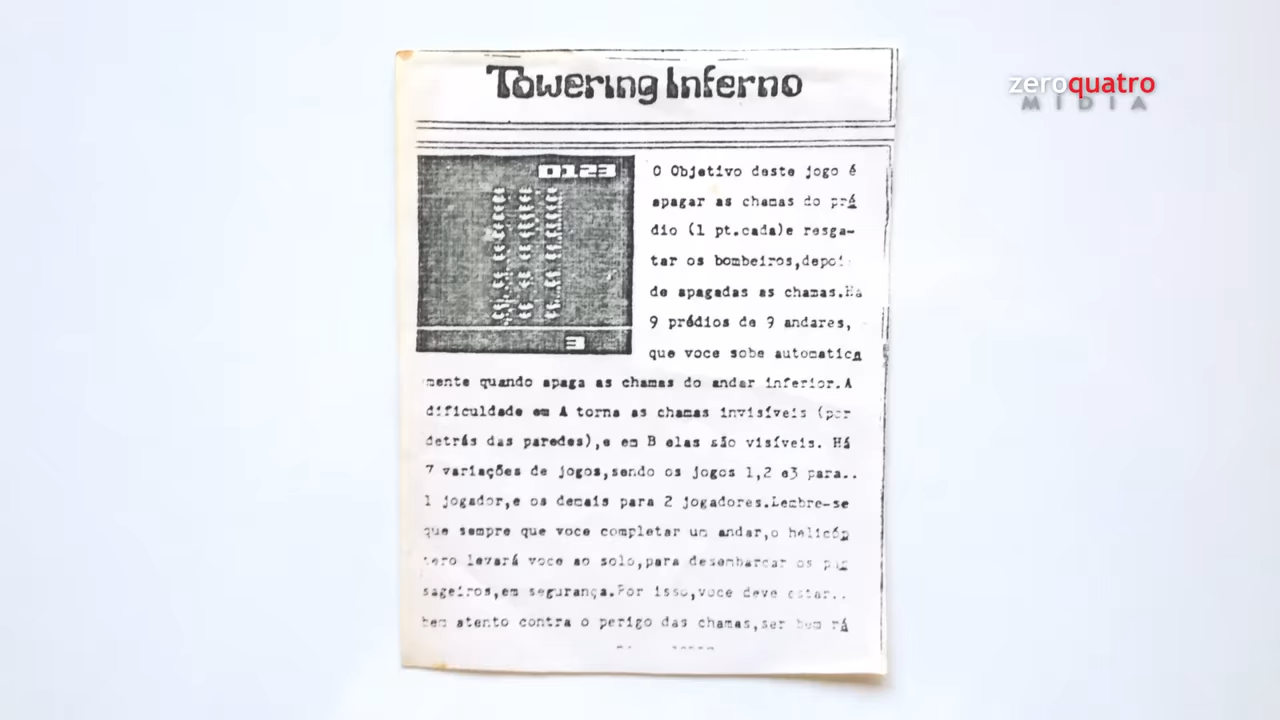 Towering Inferno
zeroquatro
MÍDIA
0123
3
O Objetivo deste jogo é
apagar as chamas do pré
dio (1 pt.cada)e resga-
tar os bombeiros,depois
de apagadas as chamas.Há
9 prédios de 9 andares,
que voce sobe automatica
mente quando apaga as chamas do andar inferior.A
dificuldade em A torna as chamas invisíveis (por
detrás das paredes),e em B elas são visíveis. Há
7 variações de jogos,sendo os jogos 1,2 e3 para..
1 jogador,e os demais para 2 jogadores.Lembre-se
que sempre que voce completar um andar,o helicóp
tero levará voce ao solo,para desembarcar os pas
sageiros,em segurança.Por isso,voce deve estar..
bem atento contra o perigo das chamas,ser bem rá